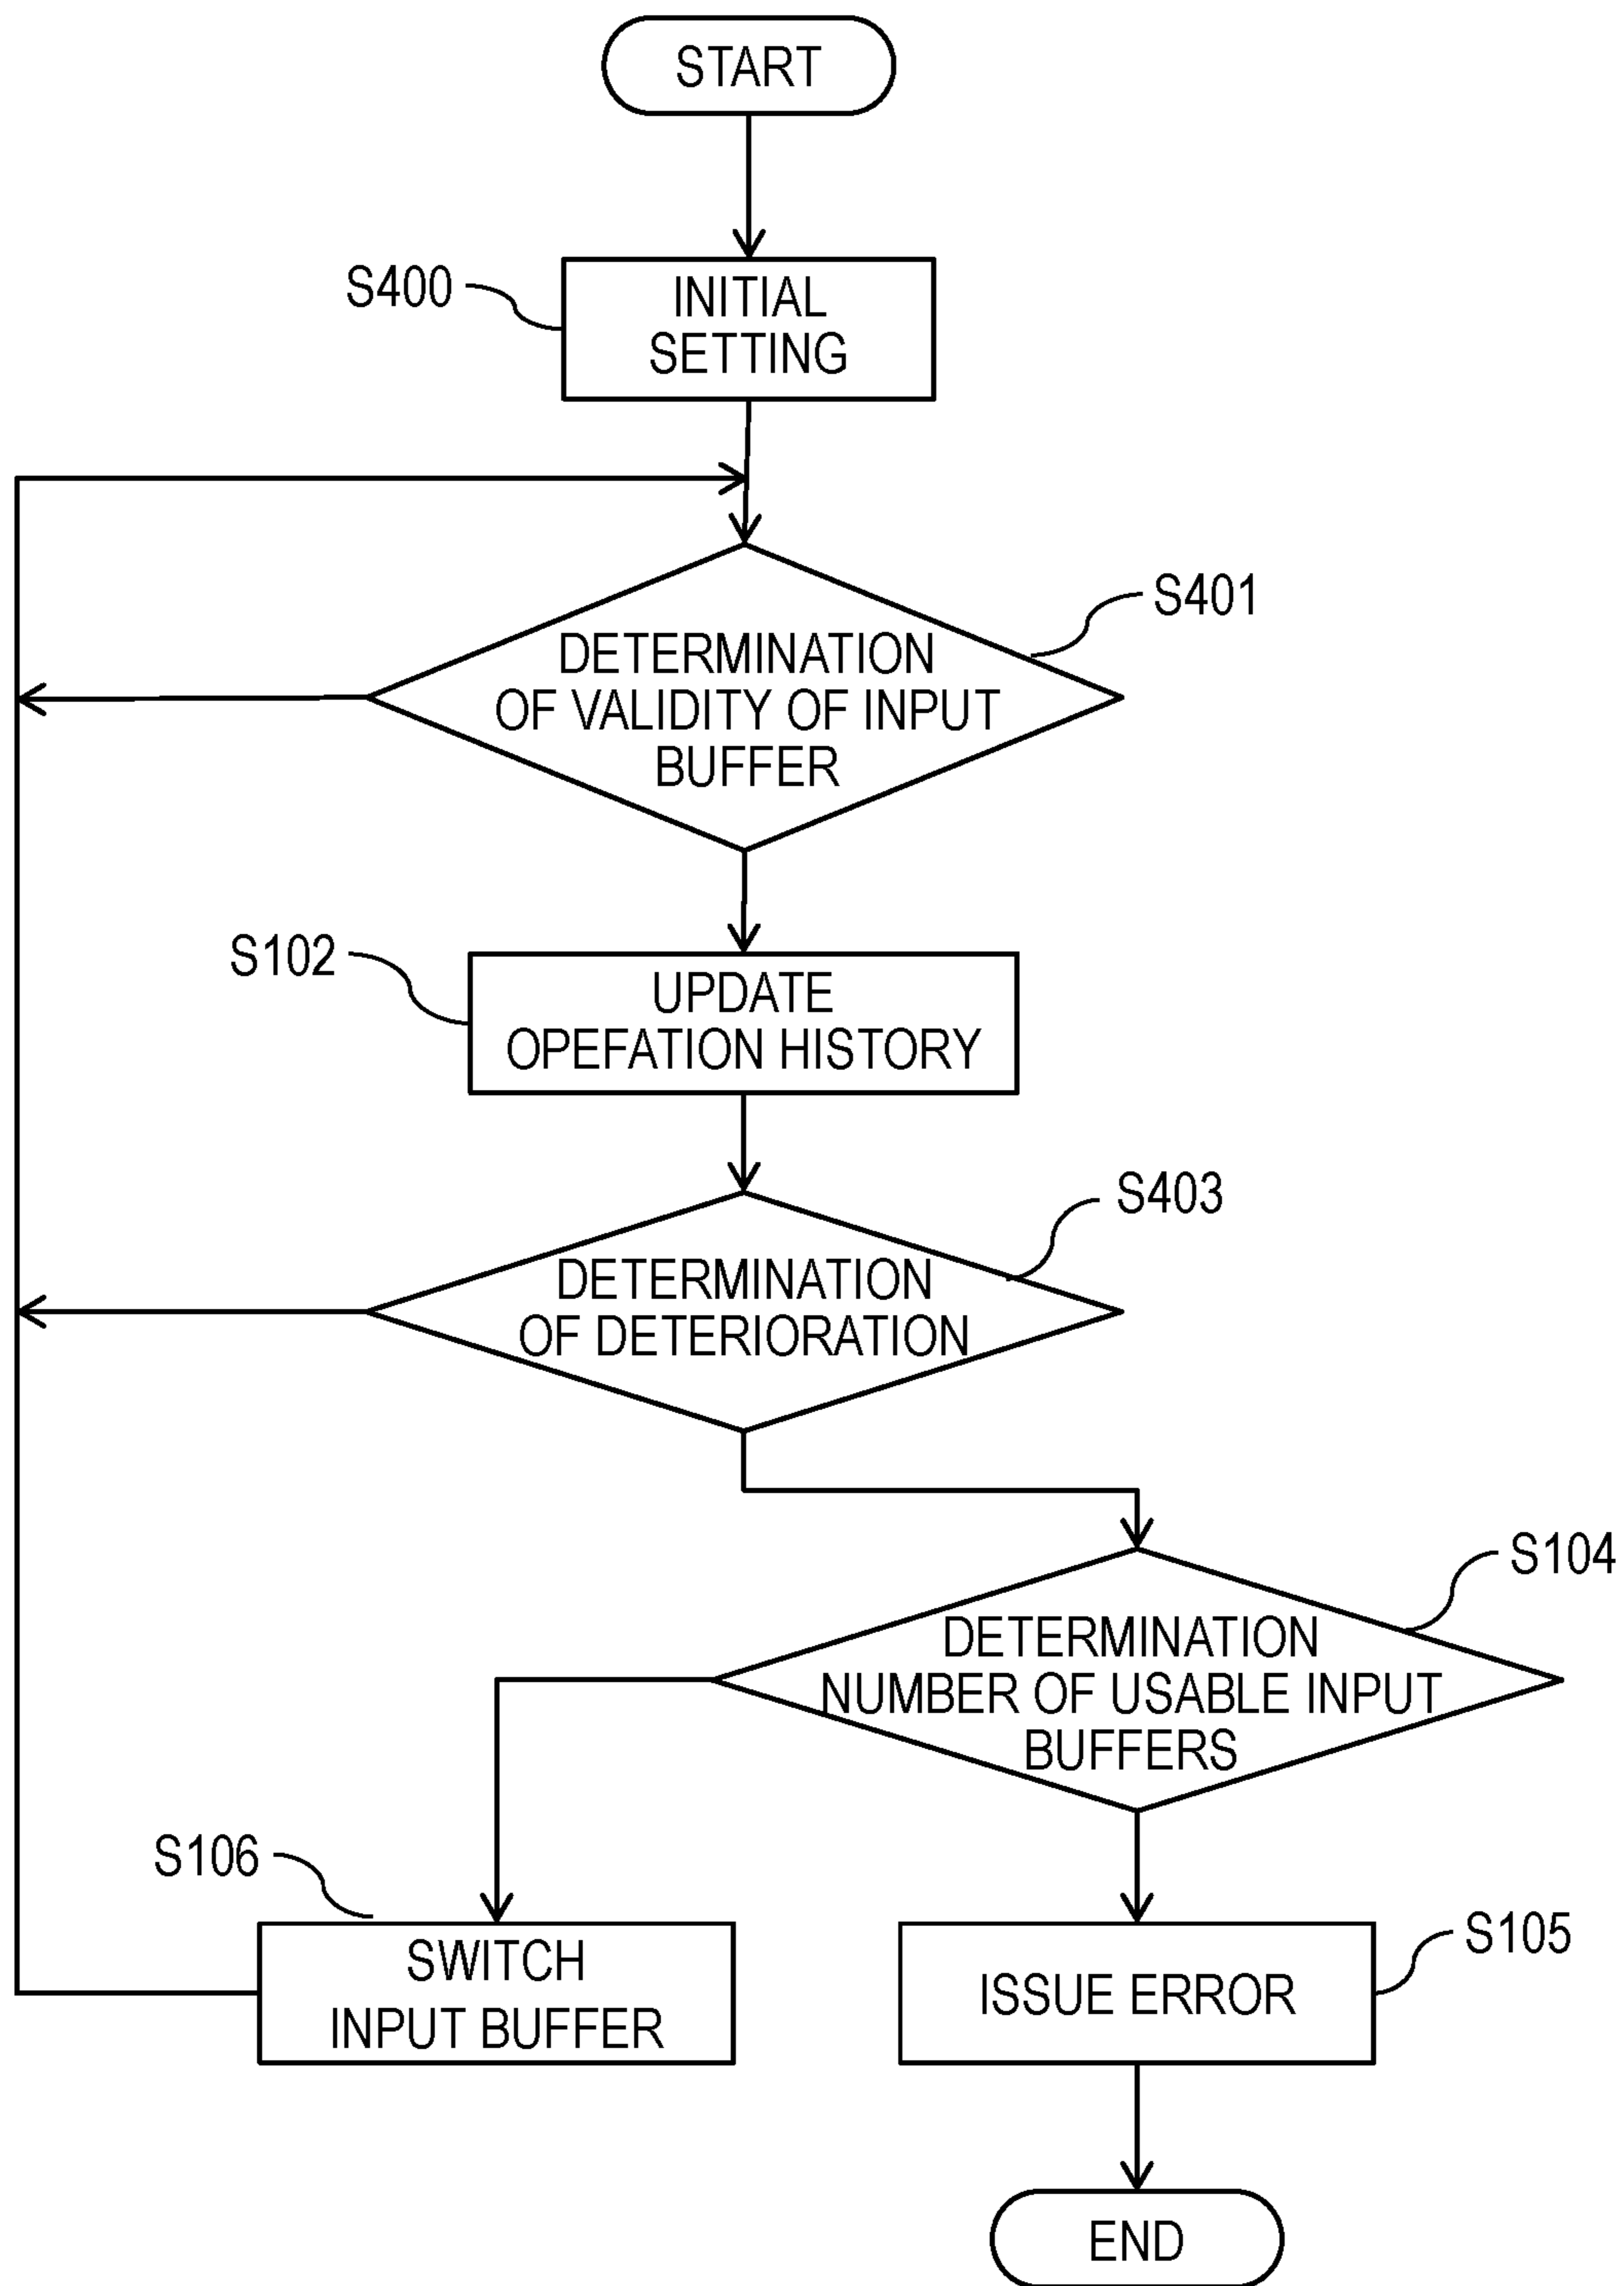 START
S400
INITIAL
SETTING
S401
DETERMINATION
OF VALIDITY OF INPUT
BUFFER
S102
UPDATE
OPEFATION HISTORY
S403
DETERMINATION
OF DETERIORATION
S104
DETERMINATION
NUMBER OF USABLE INPUT
BUFFERS
S106
SWITCH
INPUT BUFFER
S105
ISSUE ERROR
END